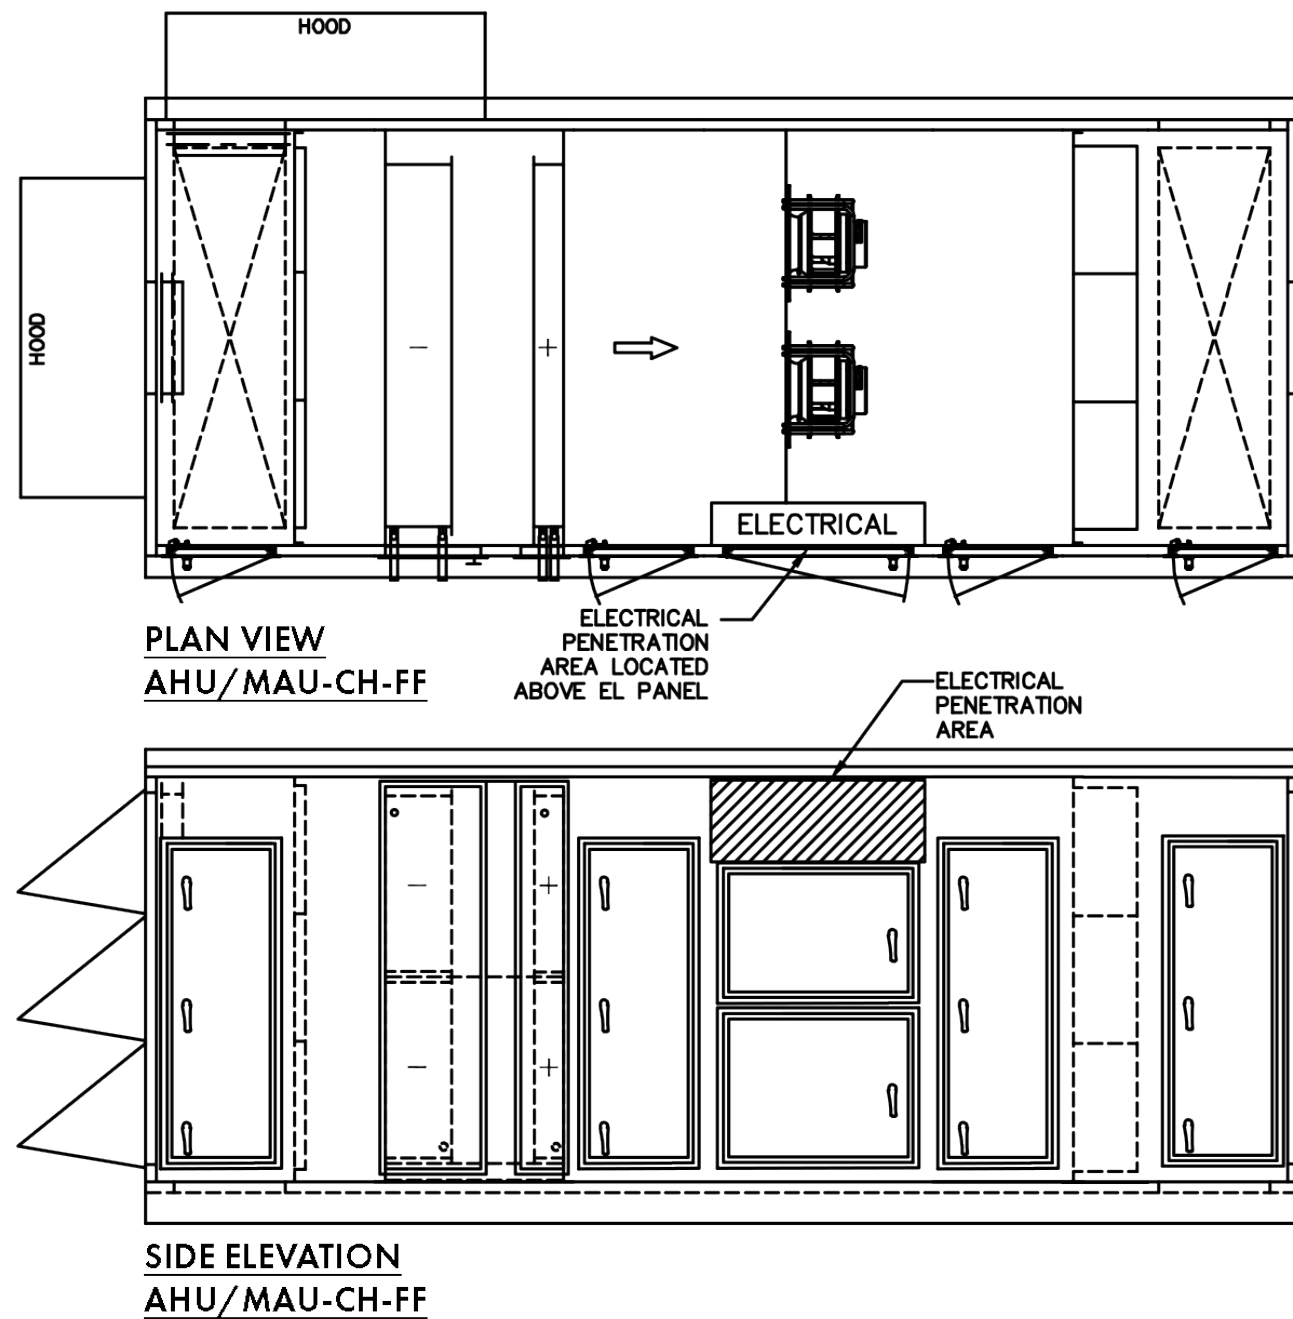 HOOD
HOOD
ELECTRICAL
ELECTRICAL
PENETRATION
AREA LOCATED
ABOVE EL PANEL
PLAN VIEW
AHU/MAU-CH-FF
ELECTRICAL
PENETRATION
AREA
- +
- +
- +
SIDE ELEVATION
AHU/MAU-CH-FF